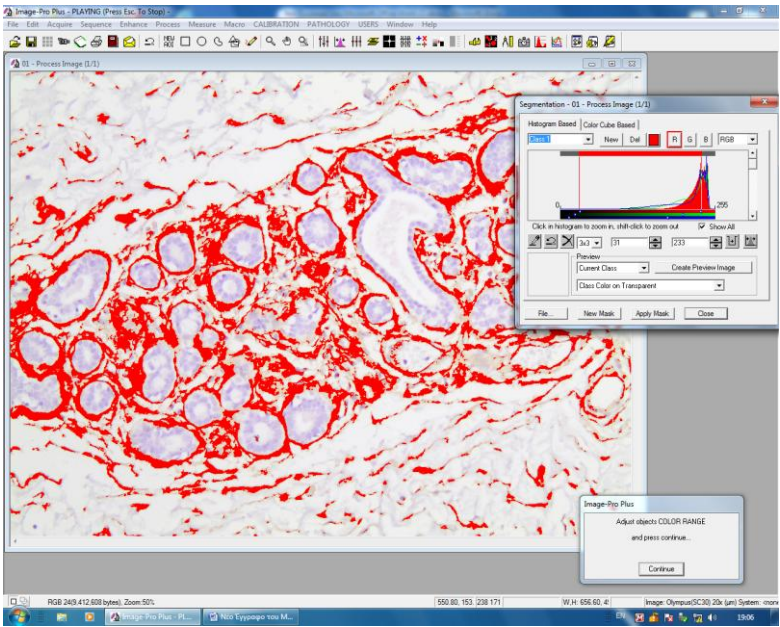 Image-Pro Plus - PLAYING (Press Esc. To Stop) -
File Edit Acquire Sequence Enhance Process Measure Macro CALIBRATION PATHOLOGY USERS Window Help
01 - Process Image (1/1)
Segmentation - 01 - Process Image (1/1)
Histogram Based Color Cube Based
Class 1 New Del R G B RGB
0 255
Click in histogram to zoom in, shift-click to zoom out Show All
3x3 31 233
Preview
Current Class Create Preview Image
Class Color on Transparent
File... New Mask Apply Mask Close
Image-Pro Plus
Adjust objects COLOR RANGE
and press continue...
Continue
RGB 24(9,412,608 bytes), Zoom:50% 550.80, 153 238 171 W,H: 656.60, 4 Image: Olympus(SC30) 20x (µm) System:
Image-Pro Plus - PL... Νέο Έγγραφο του M... EN 19:06